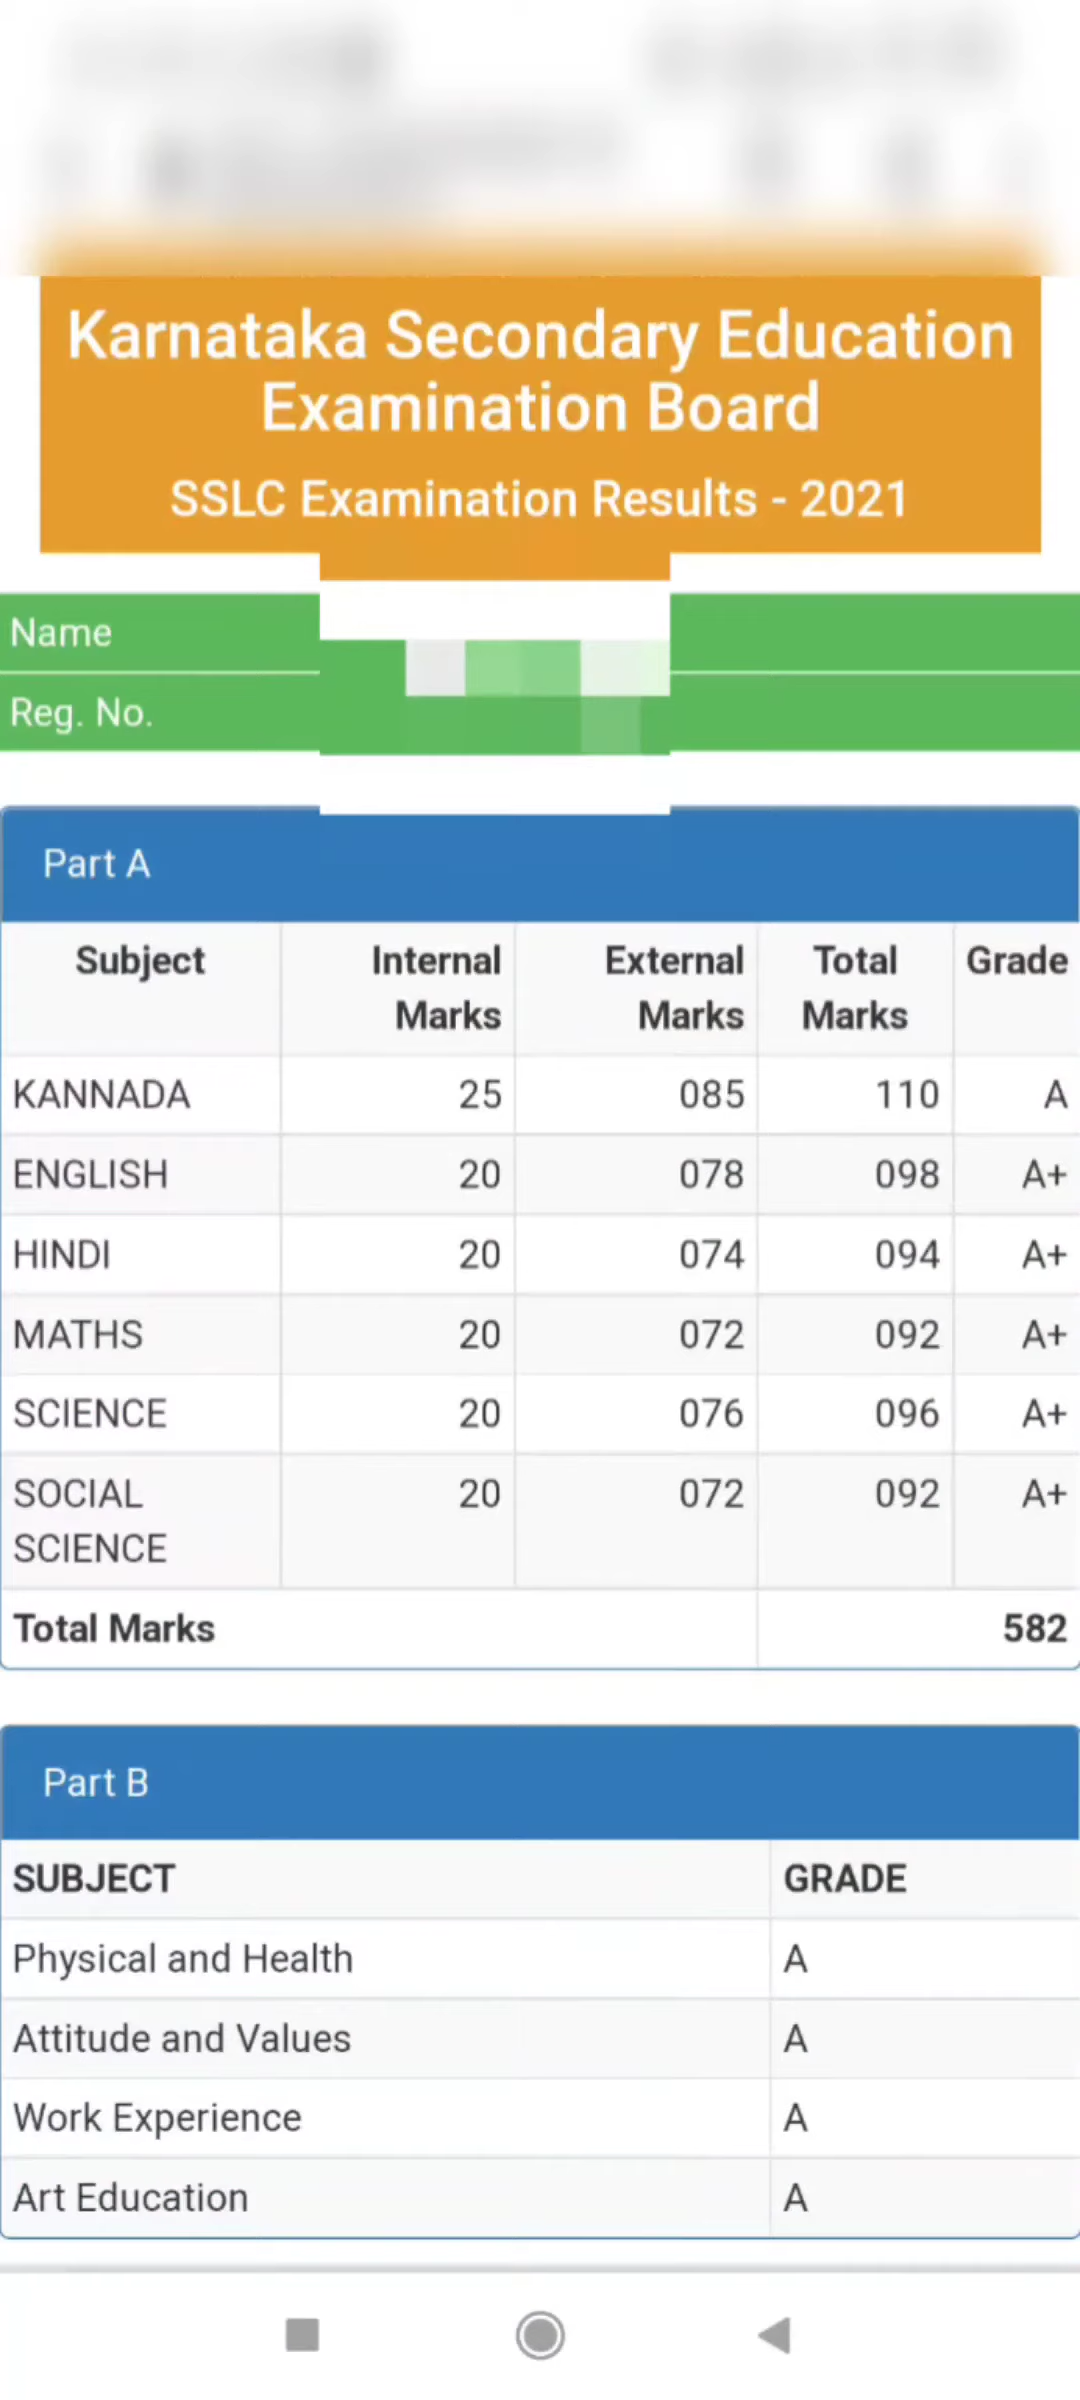 Karnataka Secondary Education
Examination Board
SSLC Examination Results - 2021
Name
Reg. No.
Part A
Subject Internal Marks External Marks Total Marks Grade
KANNADA 25 085 110 A
ENGLISH 20 078 098 A+
HINDI 20 074 094 A+
MATHS 20 072 092 A+
SCIENCE 20 076 096 A+
SOCIAL SCIENCE 20 072 092 A+
Total Marks 582
Part B
SUBJECT GRADE
Physical and Health A
Attitude and Values A
Work Experience A
Art Education A